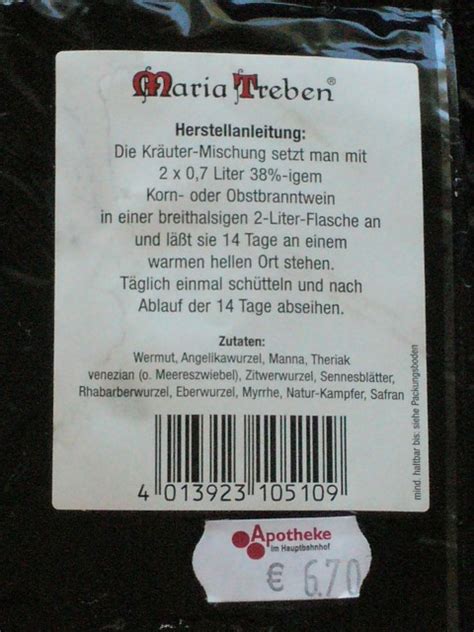 Maria Treben®
Herstellanleitung:
Die Kräuter-Mischung setzt man mit
2 x 0,7 Liter 38%-igem
Korn- oder Obstbranntwein
in einer breithalsigen 2-Liter-Flasche an
und läßt sie 14 Tage an einem
warmen hellen Ort stehen.
Täglich einmal schütteln und nach
Ablauf der 14 Tage abseihen.
Zutaten:
Wermut, Angelikawurzel, Manna, Theriak
venezian (o. Meereszwiebel), Zitwerwurzel, Sennesblätter,
Rhabarberwurzel, Eberwurzel, Myrrhe, Natur-Kampfer, Safran
mind. haltbar bis: siehe Packungsboden
4 013923 105109
Apotheke
im Hauptbahnhof
€ 6.70